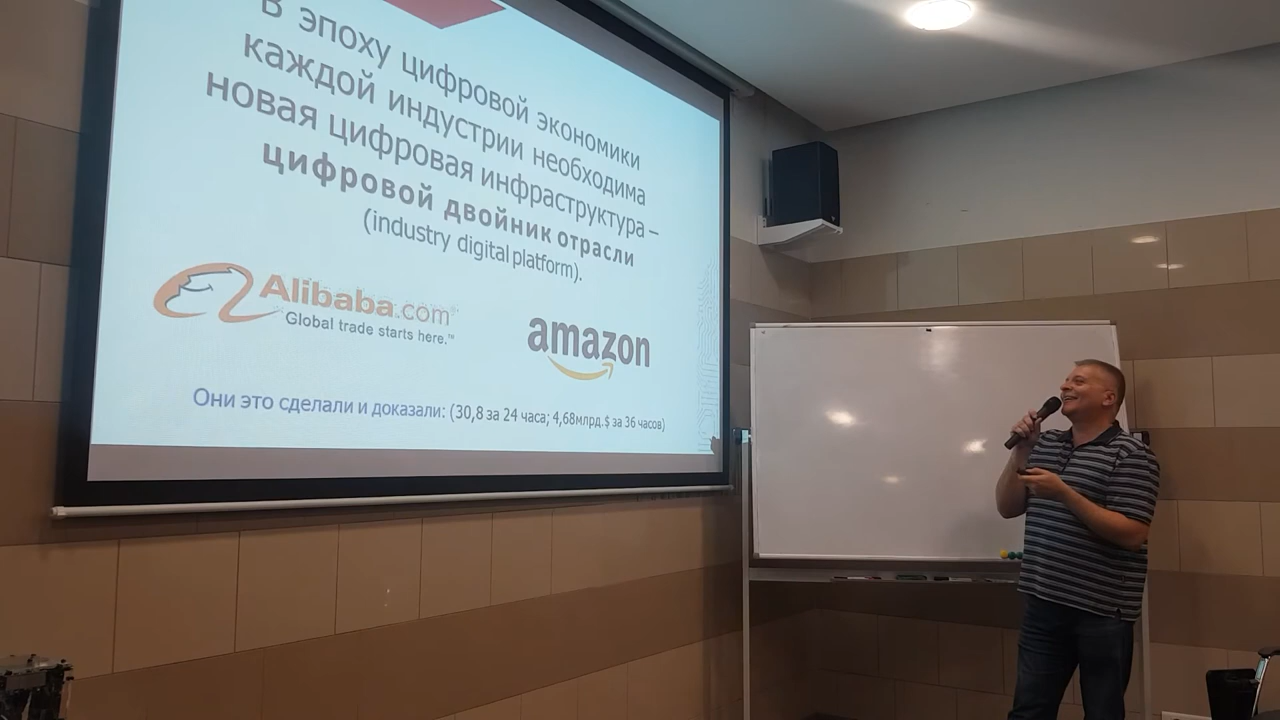 В эпоху цифровой экономики
каждой индустрии необходима
новая цифровая инфраструктура –
цифровой двойник отрасли
(industry digital platform).
Alibaba.com®
Global trade starts here.™
amazon
Они это сделали и доказали: (30,8 за 24 часа; 4,68млрд.$ за 36 часов)